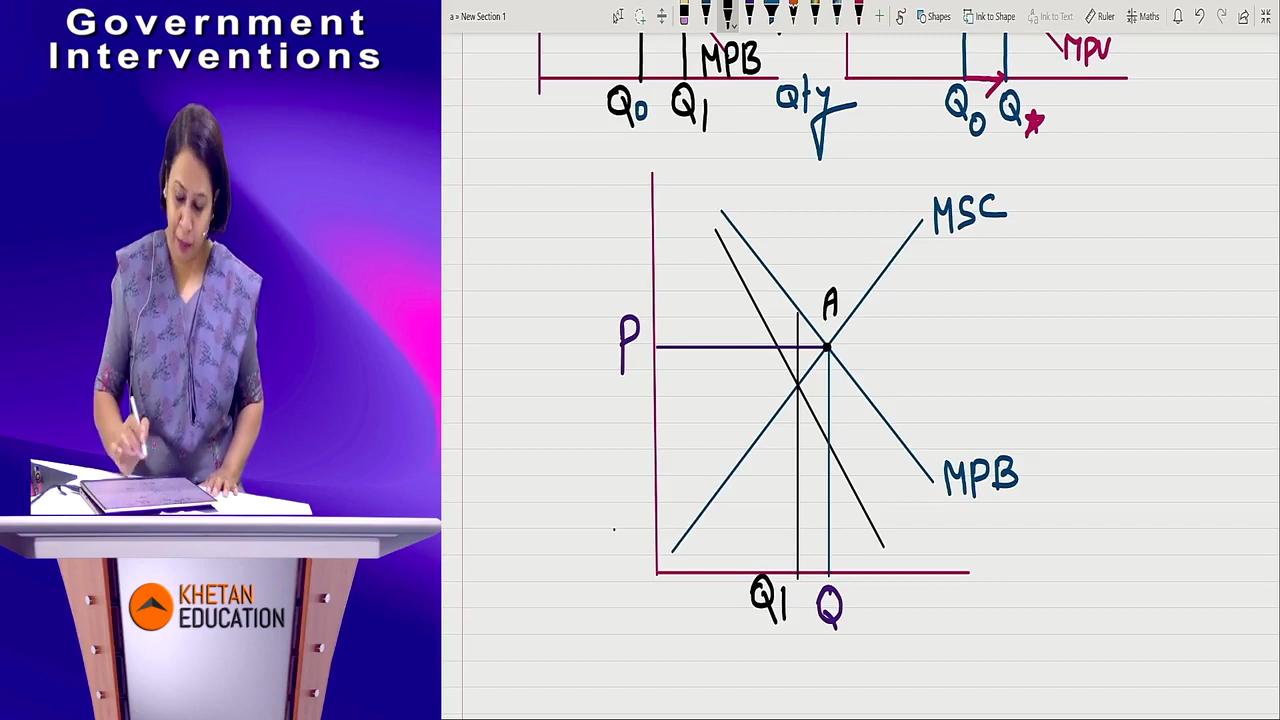 Government
Interventions
a » New Section 1
Shapes
Ink to Shape
Ink to Text
Ruler
Maths
MPB
Q0
Q1
Qty
Q0
Q*
MSC
A
P
MPB
Q1
Q
KHETAN
EDUCATION